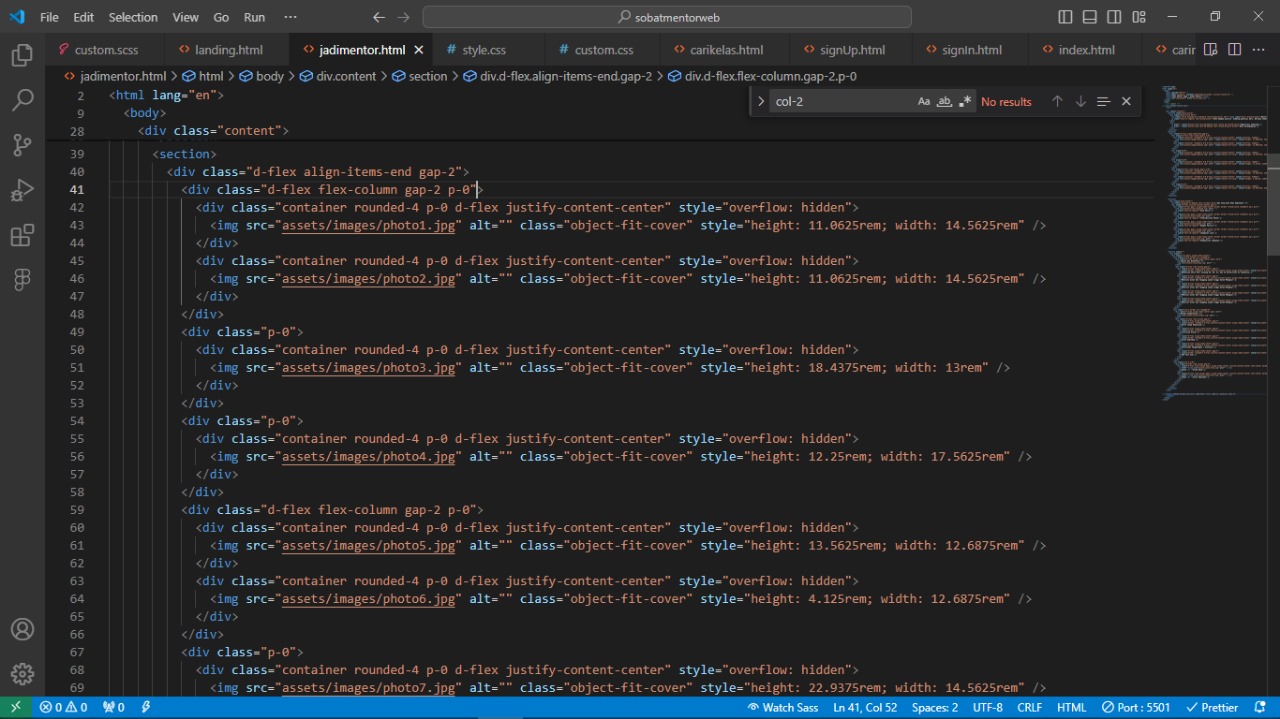 File Edit Selection View Go Run ··· sobatmentorweb
custom.scss landing.html jadimentor.html style.css custom.css carikelas.html signUp.html signIn.html index.html carin
jadimentor.html > html > body > div.content > section > div.d-flex.align-items-end.gap-2 > div.d-flex.flex-column.gap-2.p-0
col-2 Aa ab No results
2 <html lang="en">
9 <body>
28 <div class="content">
39 <section>
40 <div class="d-flex align-items-end gap-2">
41 <div class="d-flex flex-column gap-2 p-0">
42 <div class="container rounded-4 p-0 d-flex justify-content-center" style="overflow: hidden">
43 <img src="assets/images/photo1.jpg" alt="" class="object-fit-cover" style="height: 11.0625rem; width: 14.5625rem" />
44 </div>
45 <div class="container rounded-4 p-0 d-flex justify-content-center" style="overflow: hidden">
46 <img src="assets/images/photo2.jpg" alt="" class="object-fit-cover" style="height: 11.0625rem; width: 14.5625rem" />
47 </div>
48 </div>
49 <div class="p-0">
50 <div class="container rounded-4 p-0 d-flex justify-content-center" style="overflow: hidden">
51 <img src="assets/images/photo3.jpg" alt="" class="object-fit-cover" style="height: 18.4375rem; width: 13rem" />
52 </div>
53 </div>
54 <div class="p-0">
55 <div class="container rounded-4 p-0 d-flex justify-content-center" style="overflow: hidden">
56 <img src="assets/images/photo4.jpg" alt="" class="object-fit-cover" style="height: 12.25rem; width: 17.5625rem" />
57 </div>
58 </div>
59 <div class="d-flex flex-column gap-2 p-0">
60 <div class="container rounded-4 p-0 d-flex justify-content-center" style="overflow: hidden">
61 <img src="assets/images/photo5.jpg" alt="" class="object-fit-cover" style="height: 13.5625rem; width: 12.6875rem" />
62 </div>
63 <div class="container rounded-4 p-0 d-flex justify-content-center" style="overflow: hidden">
64 <img src="assets/images/photo6.jpg" alt="" class="object-fit-cover" style="height: 4.125rem; width: 12.6875rem" />
65 </div>
66 </div>
67 <div class="p-0">
68 <div class="container rounded-4 p-0 d-flex justify-content-center" style="overflow: hidden">
69 <img src="assets/images/photo7.jpg" alt="" class="object-fit-cover" style="height: 22.9375rem; width: 14.5625rem" />
0 0 0 Watch Sass Ln 41, Col 52 Spaces: 2 UTF-8 CRLF HTML Port : 5501 Prettier